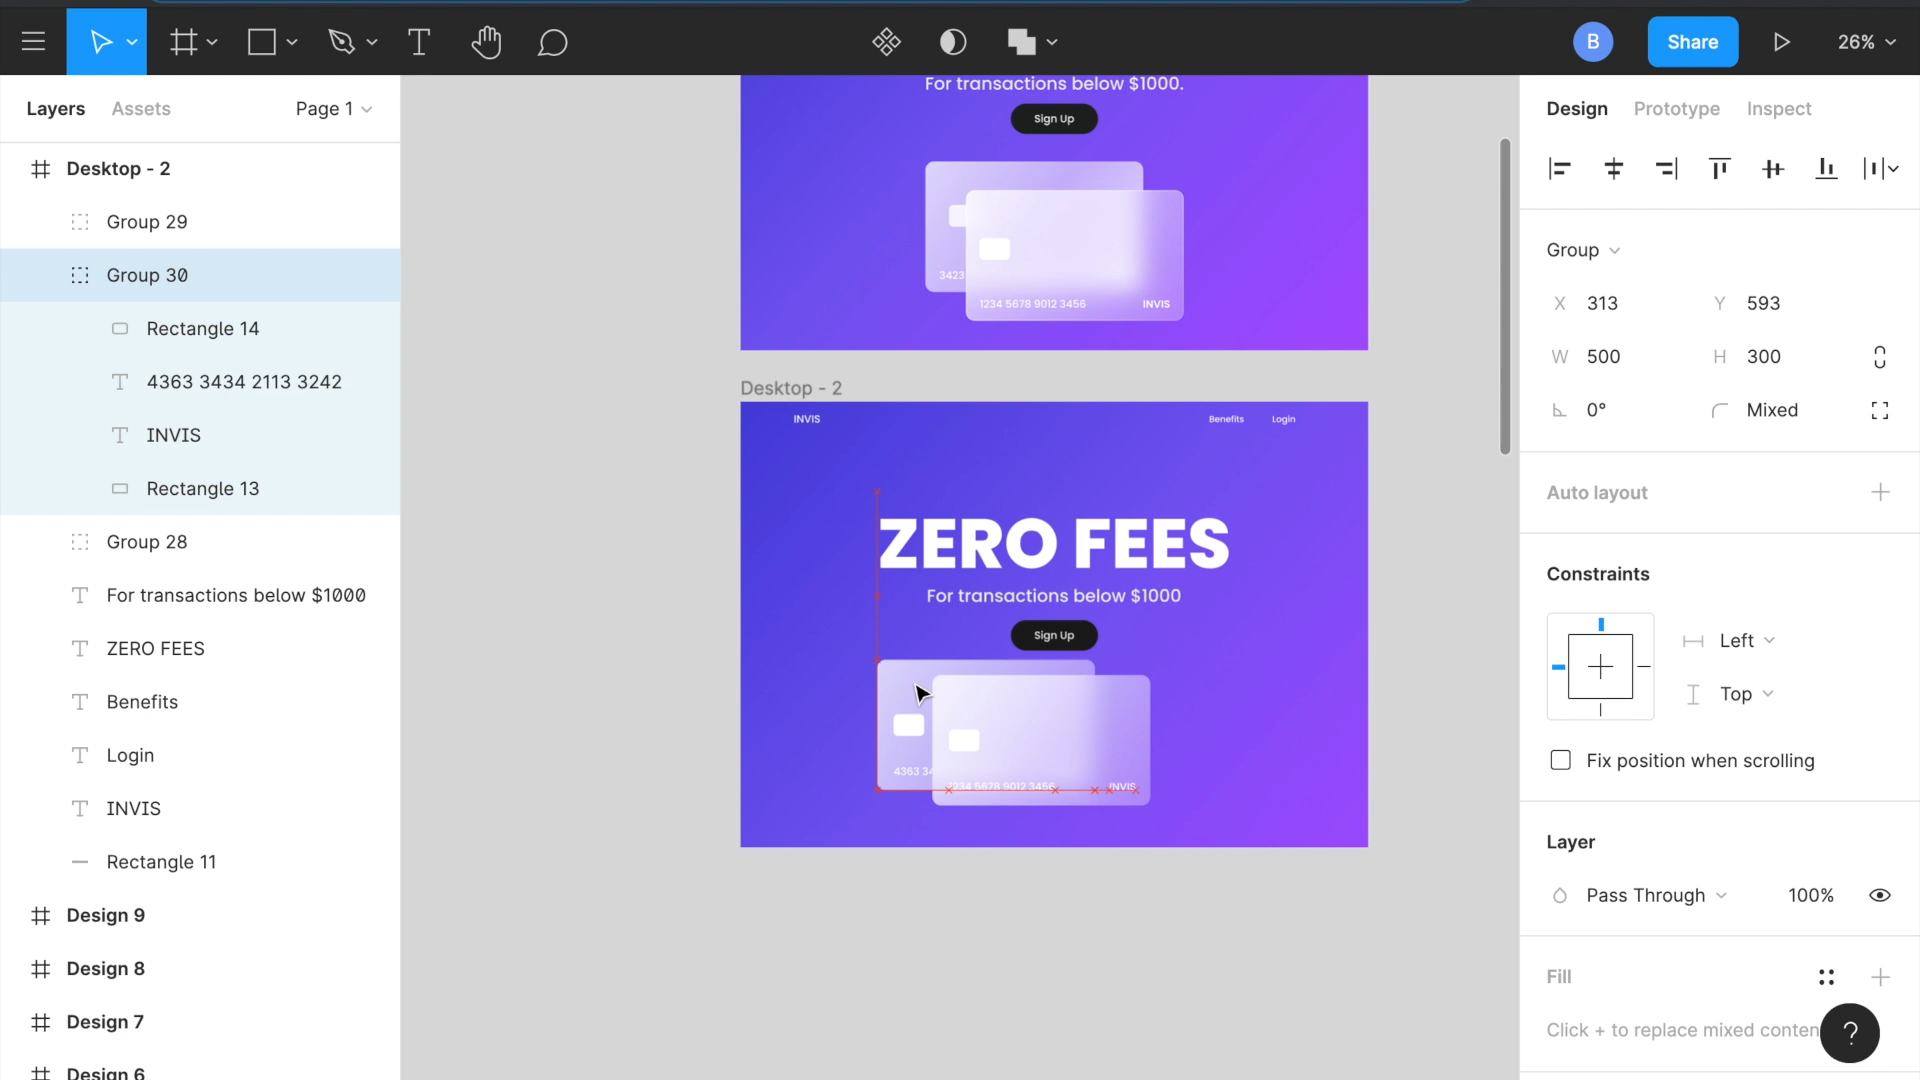 B
Share
26%
Layers
Assets
Page 1
Desktop - 2
Group 29
Group 30
Rectangle 14
4363 3434 2113 3242
INVIS
Rectangle 13
Group 28
For transactions below $1000
ZERO FEES
Benefits
Login
INVIS
Rectangle 11
Design 9
Design 8
Design 7
Design 6
For transactions below $1000.
Sign Up
3423
1234 5678 9012 3456
INVIS
Desktop - 2
INVIS
Benefits
Login
ZERO FEES
For transactions below $1000
Sign Up
4363 34
1234 5678 9012 3456
INVIS
Design
Prototype
Inspect
Group
X 313
Y 593
W 500
H 300
0°
Mixed
Auto layout
Constraints
Left
Top
Fix position when scrolling
Layer
Pass Through
100%
Fill
Click + to replace mixed conten
?